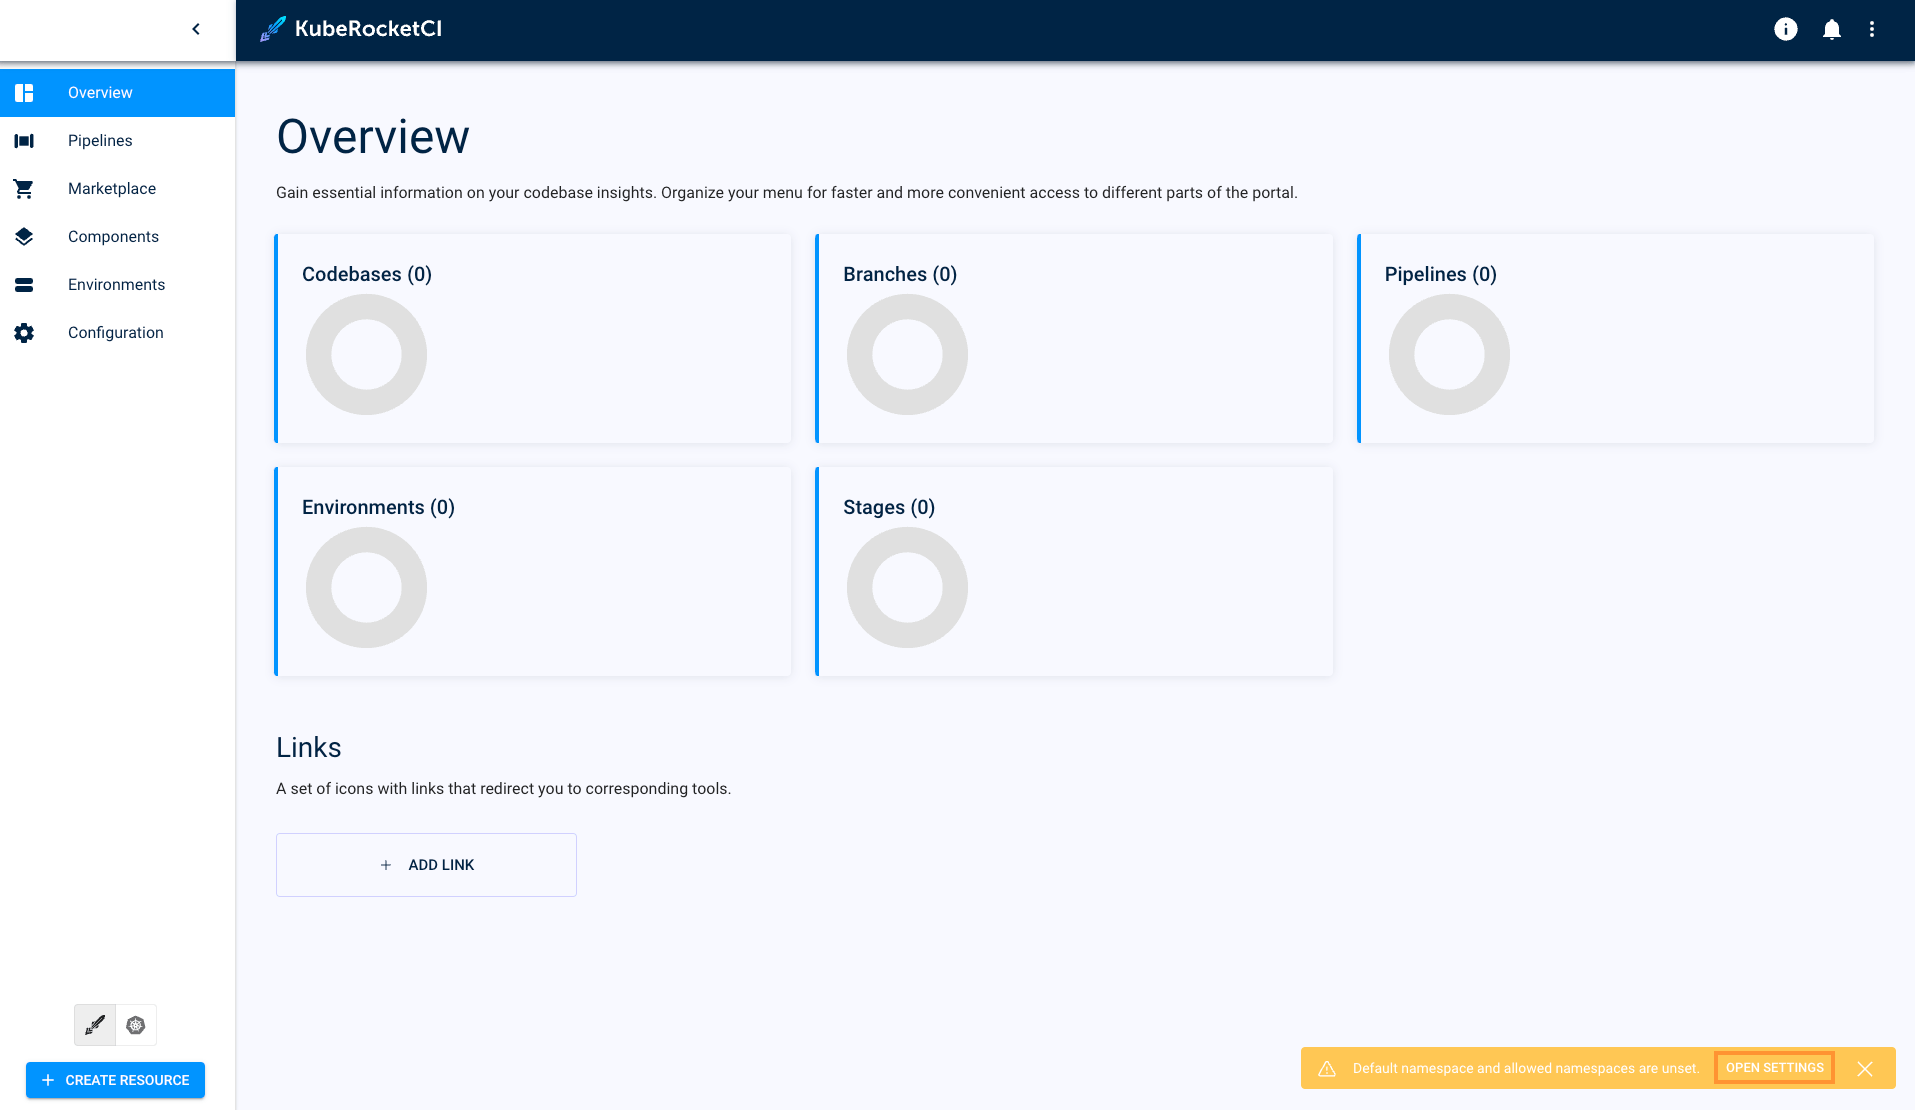 KubeRocketCI
Overview
Pipelines
Marketplace
Components
Environments
Configuration
Overview
Gain essential information on your codebase insights. Organize your menu for faster and more convenient access to different parts of the portal.
Codebases (0)
Branches (0)
Pipelines (0)
Environments (0)
Stages (0)
Links
A set of icons with links that redirect you to corresponding tools.
+ ADD LINK
+ CREATE RESOURCE
Default namespace and allowed namespaces are unset. OPEN SETTINGS